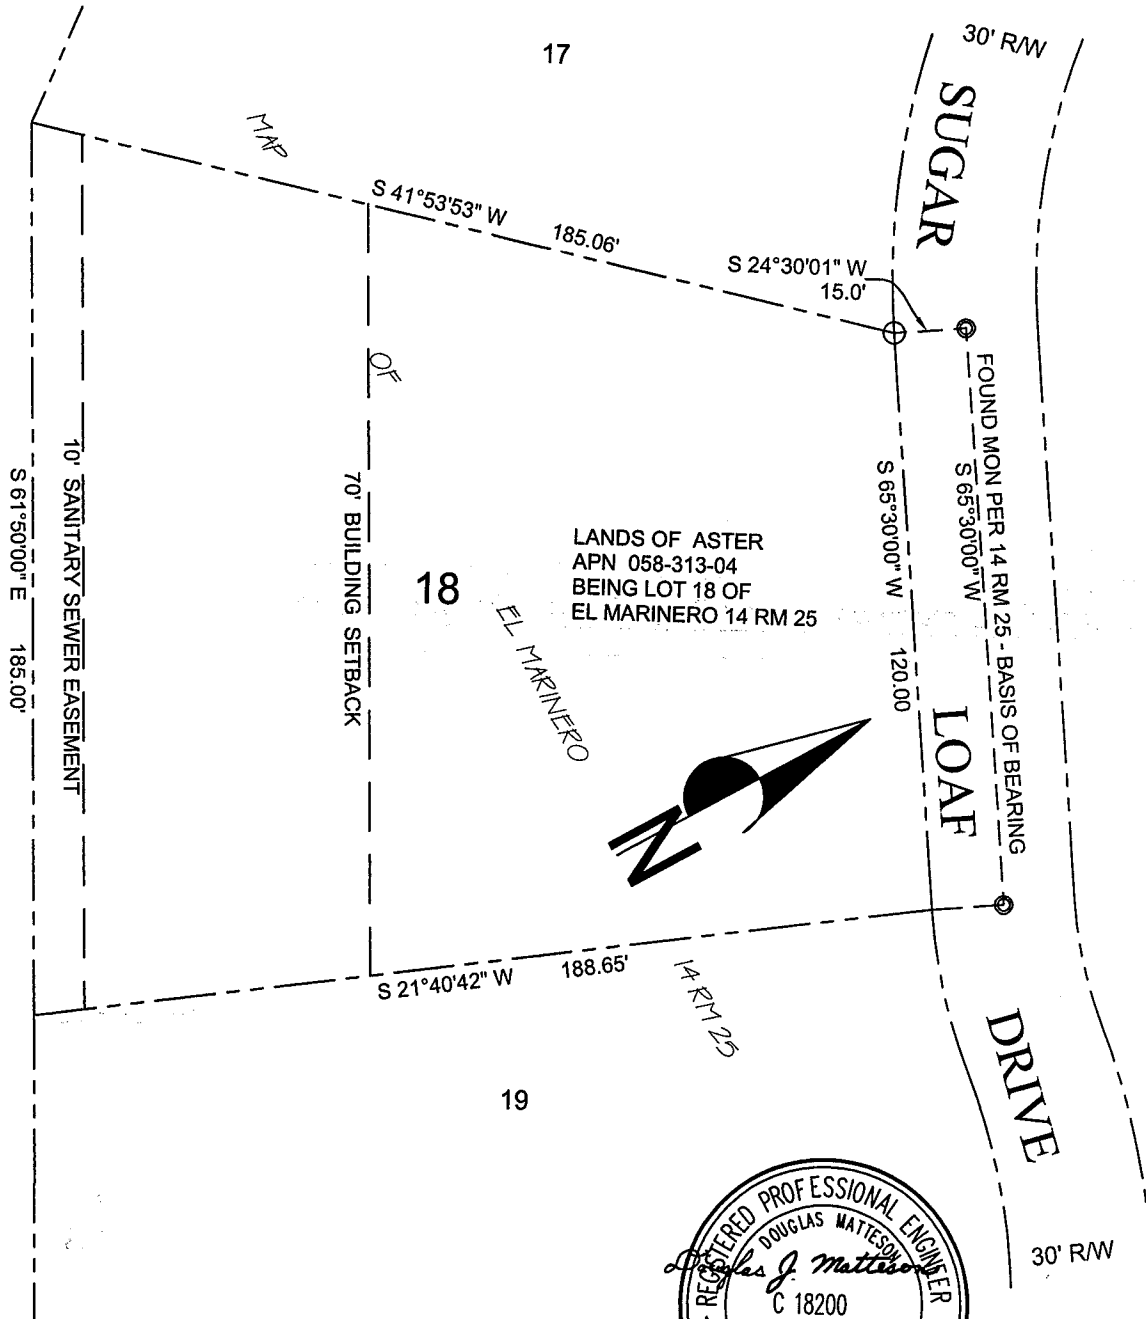 30' R/W
17
SUGAR
MAP
S 41°53'53" W
185.06'
S 24°30'01" W
15.0'
OF
FOUND MON PER 14 RM 25 - BASIS OF BEARING
S 65°30'00" W
S 65°30'00" W
120.00
10' SANITARY SEWER EASEMENT
S 61°50'00" E
185.00'
70' BUILDING SETBACK
18
LANDS OF ASTER
APN 058-313-04
BEING LOT 18 OF
EL MARINERO 14 RM 25
EL MARINERO
LOAF
N
S 21°40'42" W
188.65'
14 RM 25
DRIVE
19
REGISTERED PROFESSIONAL ENGINEER
DOUGLAS MATTESON
Douglas J. Matteson
C 18200
30' R/W